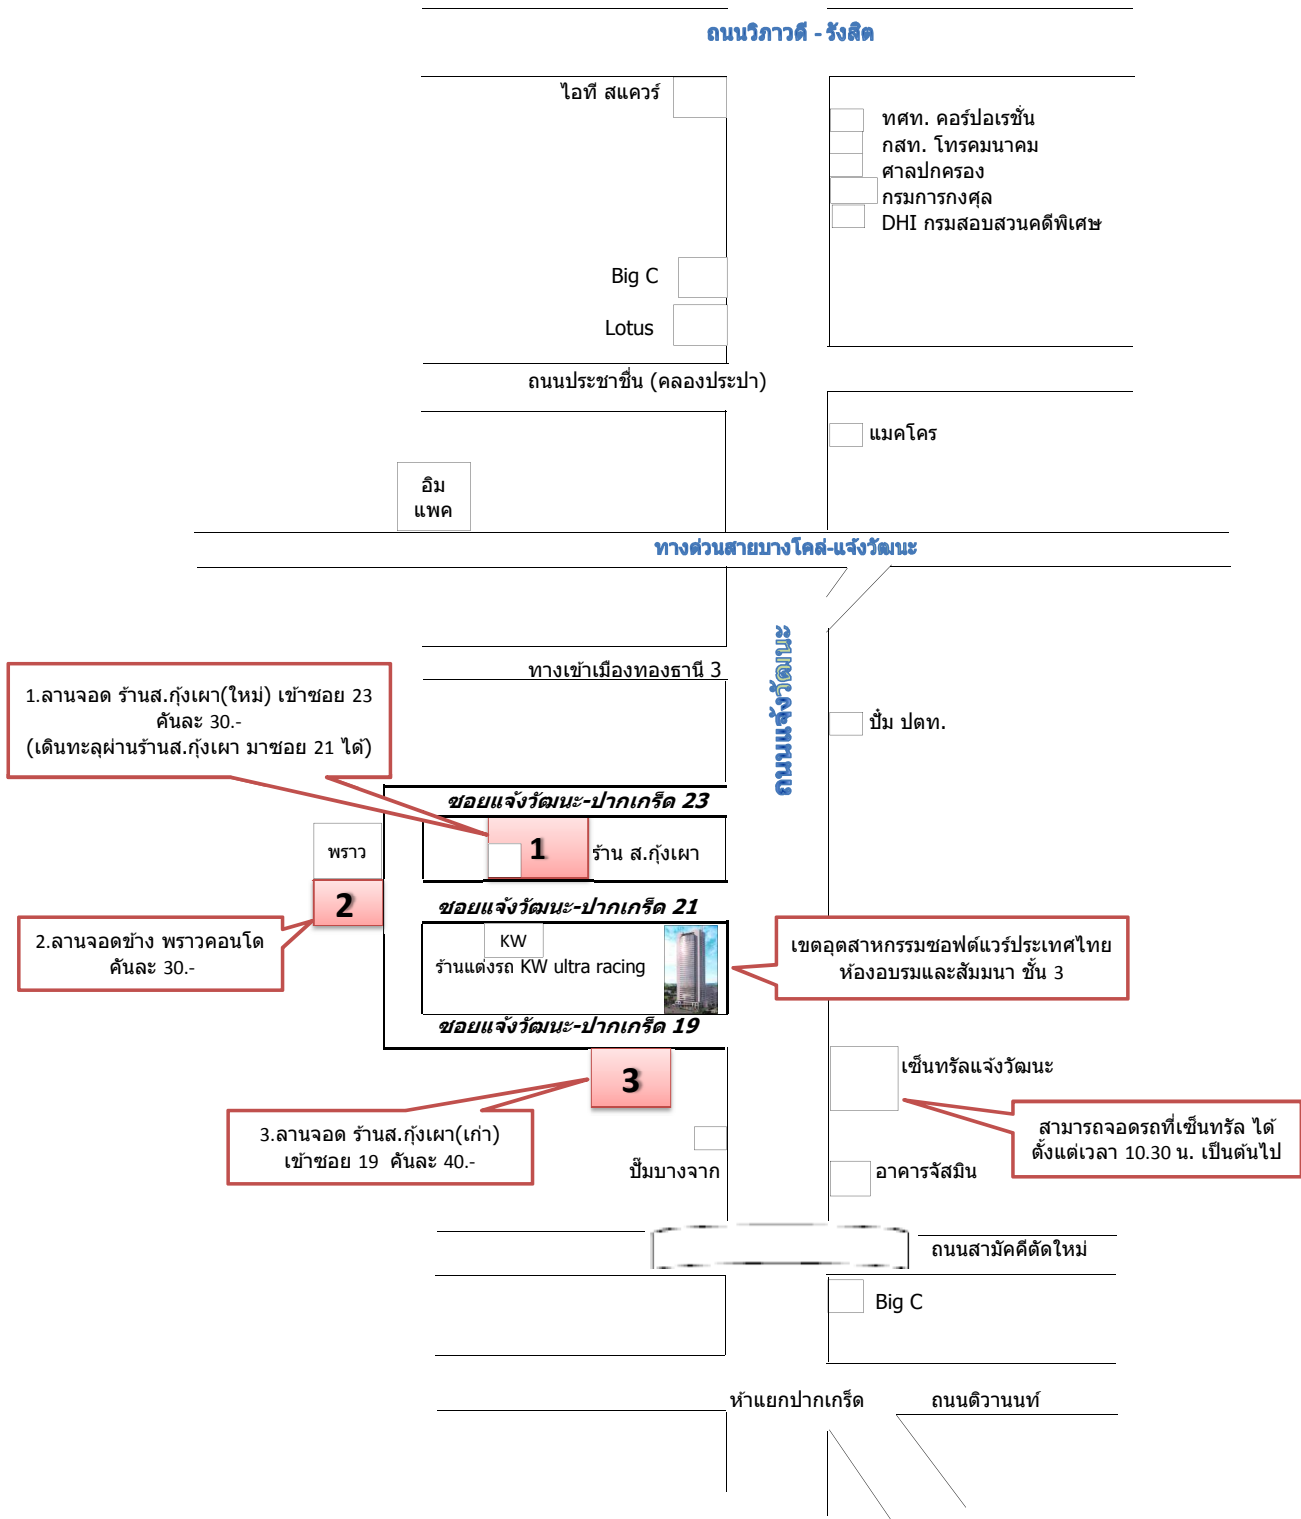 ถนนวิภาวดี - รังสิต
ไอที สแควร์
ทศท. คอร์ปอเรชั่น
กสท. โทรคมนาคม
ศาลปกครอง
กรมการกงศุล
DHI กรมสอบสวนคดีพิเศษ
Big C
Lotus
ถนนประชาชื่น (คลองประปา)
แมคโคร
อิม
แพค
ทางด่วนสายบางโคล่-แจ้งวัฒนะ
ถนนแจ้งวัฒนะ
ทางเข้าเมืองทองธานี 3
1.ลานจอด ร้านส.กุ้งเผา(ใหม่) เข้าซอย 23
คันละ 30.-
(เดินทะลุผ่านร้านส.กุ้งเผา มาซอย 21 ได้)
ปั๊ม ปตท.
ซอยแจ้งวัฒนะ-ปากเกร็ด 23
1
ร้าน ส.กุ้งเผา
พราว
2
ซอยแจ้งวัฒนะ-ปากเกร็ด 21
2.ลานจอดข้าง พราวคอนโด
คันละ 30.-
KW
ร้านแต่งรถ KW ultra racing
เขตอุตสาหกรรมซอฟต์แวร์ประเทศไทย
ห้องอบรมและสัมมนา ชั้น 3
ซอยแจ้งวัฒนะ-ปากเกร็ด 19
3
เซ็นทรัลแจ้งวัฒนะ
3.ลานจอด ร้านส.กุ้งเผา(เก่า)
เข้าซอย 19 คันละ 40.-
สามารถจอดรถที่เซ็นทรัล ได้
ตั้งแต่เวลา 10.30 น. เป็นต้นไป
ปั๊มบางจาก
อาคารจัสมิน
ถนนสามัคคีตัดใหม่
Big C
ห้าแยกปากเกร็ด
ถนนติวานนท์